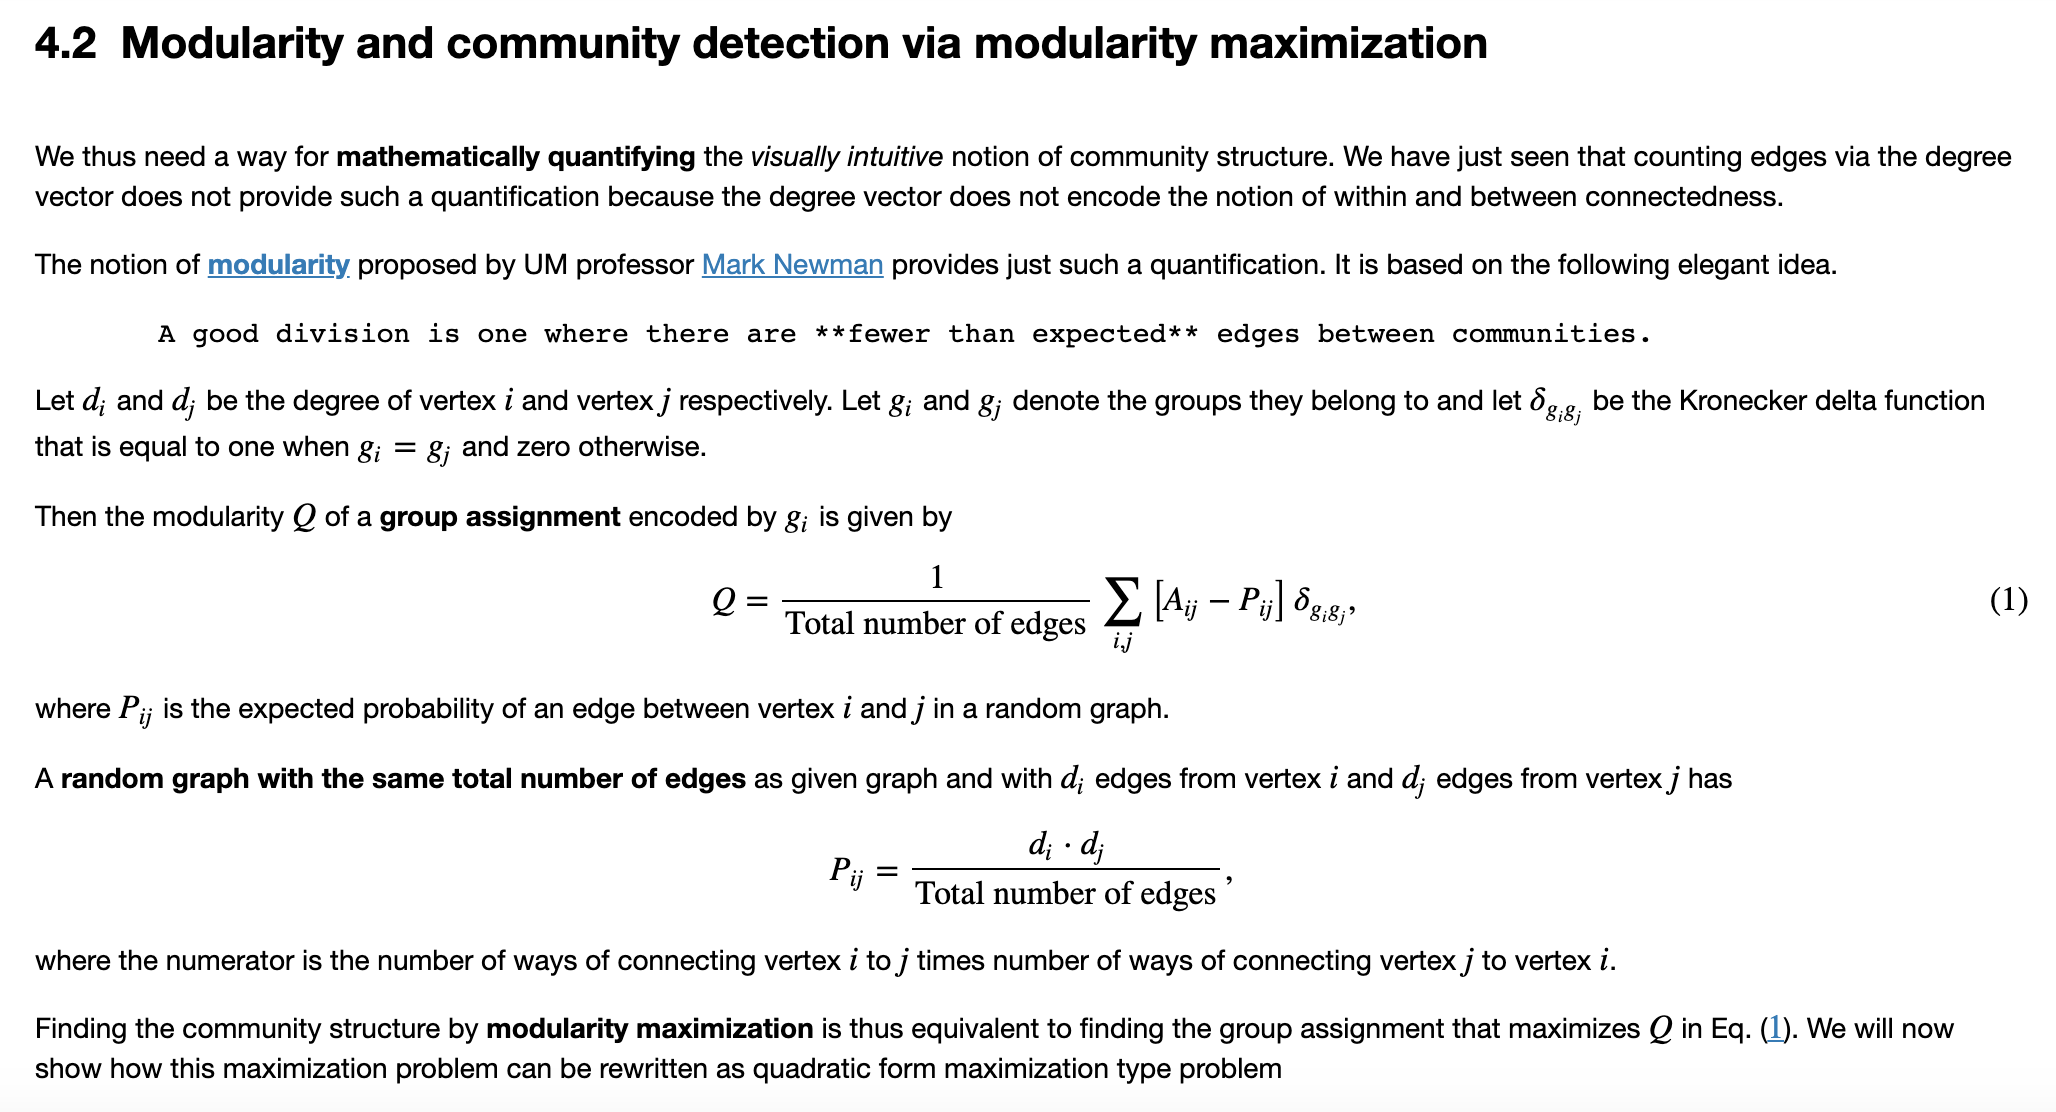 4.2 Modularity and community detection via modularity maximization
We thus need a way for mathematically quantifying the visually intuitive notion of community structure. We have just seen that counting edges via the degree
vector does not provide such a quantification because the degree vector does not encode the notion of within and between connectedness.
The notion of modularity proposed by UM professor Mark Newman provides just such a quantification. It is based on the following elegant idea.
A good division is one where there are **fewer than expected** edges between communities.
Let d_i and d_j be the degree of vertex i and vertex j respectively. Let g_i and g_j denote the groups they belong to and let δ_{g_i g_j} be the Kronecker delta function
that is equal to one when g_i = g_j and zero otherwise.
Then the modularity Q of a group assignment encoded by g_i is given by
Q = \frac{1}{Total number of edges} \sum_{i,j} [A_{ij} − P_{ij}] δ_{g_i g_j}, (1)
where P_{ij} is the expected probability of an edge between vertex i and j in a random graph.
A random graph with the same total number of edges as given graph and with d_i edges from vertex i and d_j edges from vertex j has
P_{ij} = \frac{d_i · d_j}{Total number of edges},
where the numerator is the number of ways of connecting vertex i to j times number of ways of connecting vertex j to vertex i.
Finding the community structure by modularity maximization is thus equivalent to finding the group assignment that maximizes Q in Eq. (1). We will now
show how this maximization problem can be rewritten as quadratic form maximization type problem